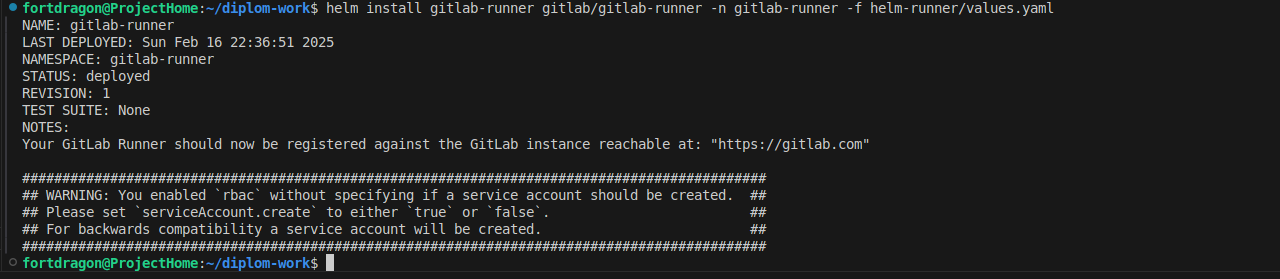 fortdragon@ProjectHome:~/diplom-work$ helm install gitlab-runner gitlab/gitlab-runner -n gitlab-runner -f helm-runner/values.yaml
NAME: gitlab-runner
LAST DEPLOYED: Sun Feb 16 22:36:51 2025
NAMESPACE: gitlab-runner
STATUS: deployed
REVISION: 1
TEST SUITE: None
NOTES:
Your GitLab Runner should now be registered against the GitLab instance reachable at: "https://gitlab.com"
#############################################################################################
## WARNING: You enabled `rbac` without specifying if a service account should be created.  ##
## Please set `serviceAccount.create` to either `true` or `false`.                         ##
## For backwards compatibility a service account will be created.                          ##
#############################################################################################
fortdragon@ProjectHome:~/diplom-work$